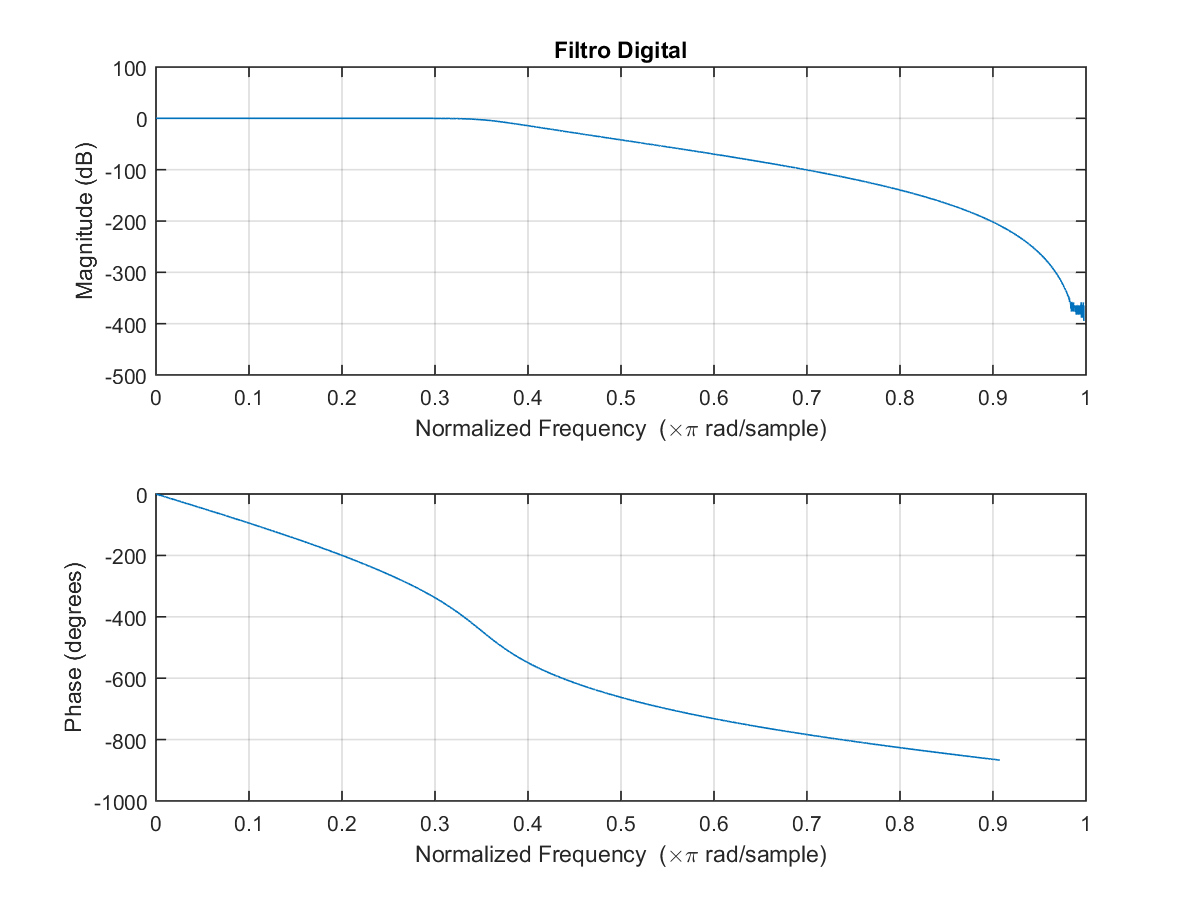 Filtro Digital
100
0
-100
-200
-300
-400
-500
Magnitude (dB)
0 0.1 0.2 0.3 0.4 0.5 0.6 0.7 0.8 0.9 1
Normalized Frequency (×π rad/sample)
0
-200
-400
-600
-800
-1000
Phase (degrees)
0 0.1 0.2 0.3 0.4 0.5 0.6 0.7 0.8 0.9 1
Normalized Frequency (×π rad/sample)